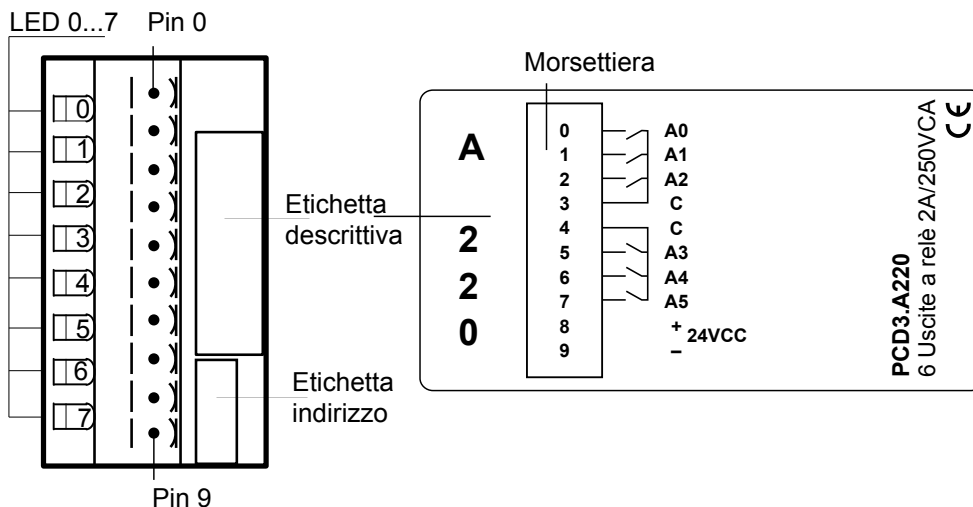 LED 0...7 Pin 0
0
1
2
3
4
5
6
7
Pin 9
Etichetta
descrittiva
Etichetta
indirizzo
Morsettiera
A
2
2
0
0 A0
1 A1
2 A2
3 C
4 C
5 A3
6 A4
7 A5
8 +
9 –
24VCC
PCD3.A220
6 Uscite a relè 2A/250VCA
CE